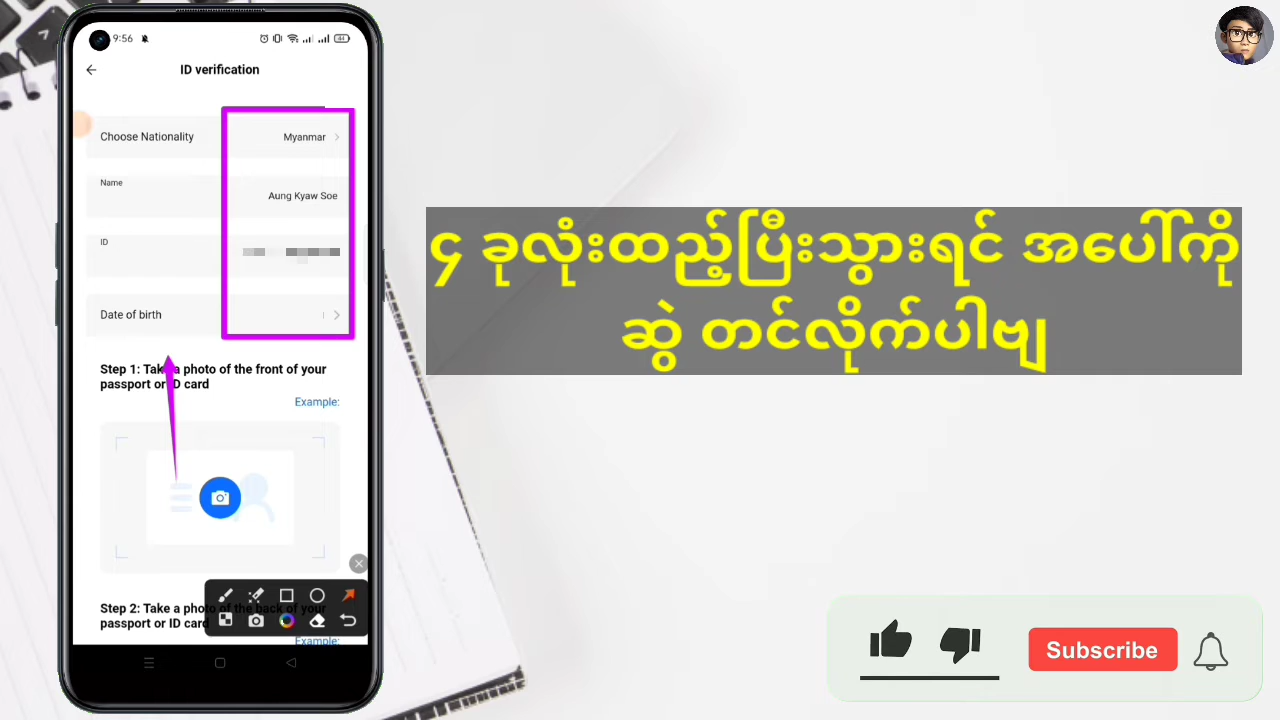 9:56
44
ID verification
Choose Nationality
Myanmar
Name
Aung Kyaw Soe
ID
Date of birth
Step 1: Take a photo of the front of your
passport or ID card
Example:
Step 2: Take a photo of the back of your
passport or ID card
Example:
၄ ခုလုံးထည့်ပြီးသွားရင် အပေါ်ကို
ဆွဲ တင်လိုက်ပါဗျ
Subscribe